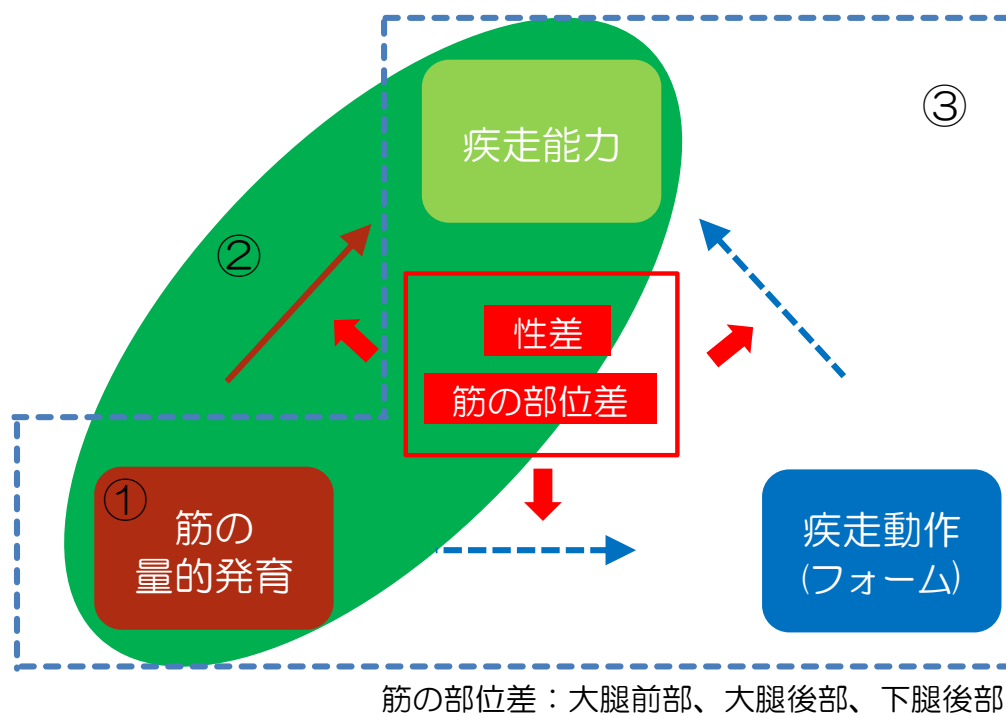 ③
疾走能力
②
性差
筋の部位差
①
筋の
量的発育
疾走動作
(フォーム)
筋の部位差：大腿前部、大腿後部、下腿後部